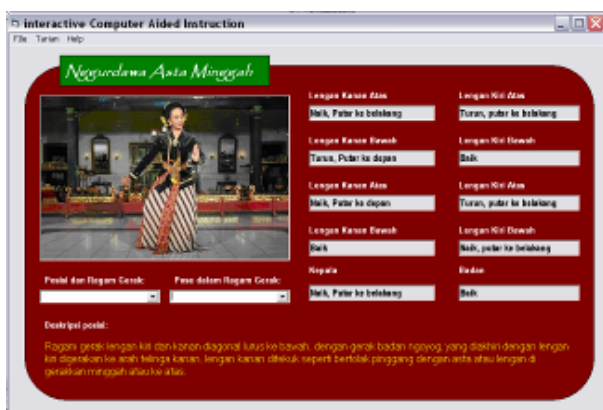 interactive Computer Aided Instruction
File Tarian Help
Nggurdawa Asta Minggah
Lengan Kanan Atas
Lengan Kiri Atas
Naik, Putar ke belakang
Turun, putar ke belakang
Lengan Kanan Bawah
Lengan Kiri Bawah
Turun, Putar ke depan
Baik
Lengan Kanan Atas
Lengan Kiri Atas
Naik, Putar ke depan
Turun, putar ke belakang
Lengan Kanan Bawah
Lengan Kiri Bawah
Baik
Naik, putar ke belakang
Kepala
Badan
Naik, Putar ke belakang
Baik
Posisi dan Ragam Gerak:
Pose dalam Ragam Gerak:
Deskripsi posisi:
Ragam gerak lengan kiri dan kanan diagonal lurus ke bawah, dengan gerak badan ngoyog, yang diakhiri dengan lengan
kiri digerakan ke arah telinga kanan, lengan kanan ditekuk seperti bertolak pinggang dengan asta atau lengan di
gerakkan minggah atau ke atas.